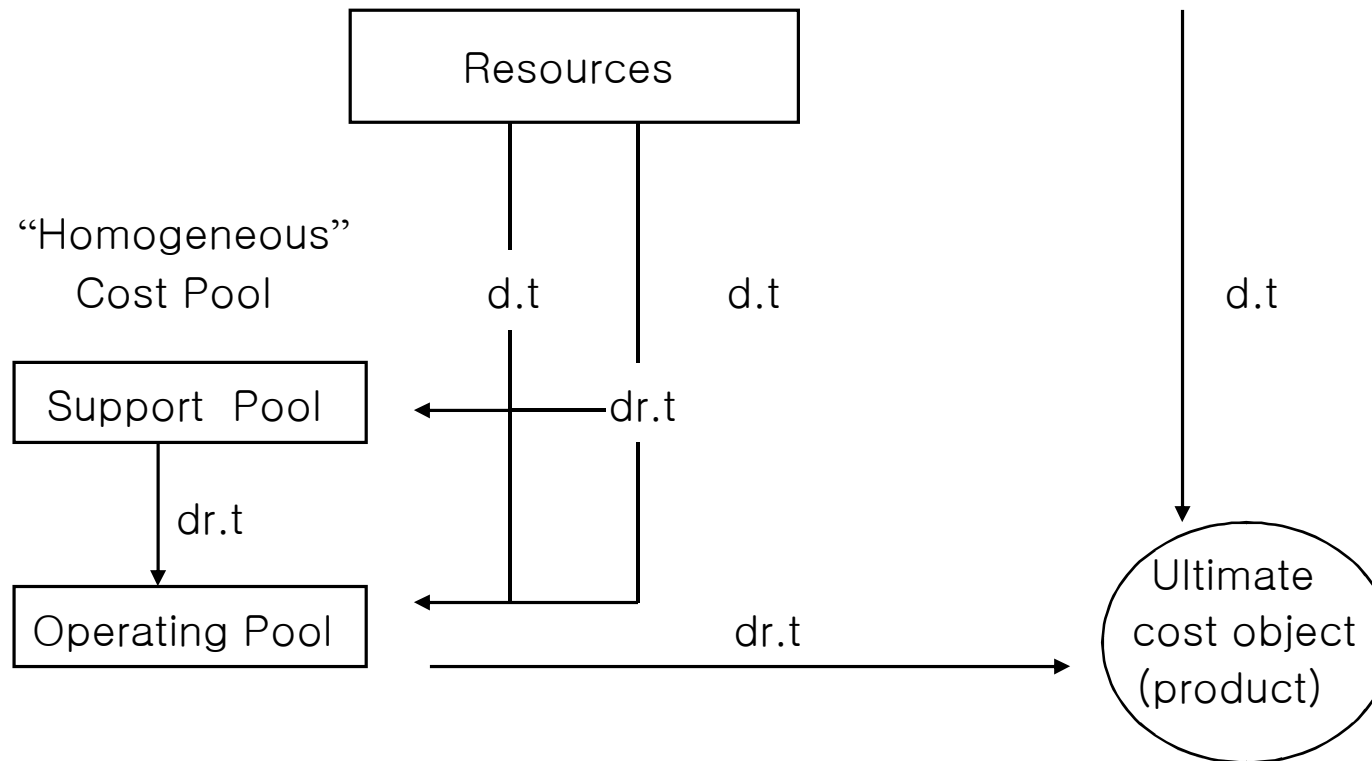 Resources
“Homogeneous”
Cost Pool
d.t
d.t
d.t
Support Pool
dr.t
dr.t
Operating Pool
dr.t
Ultimate
cost object
(product)